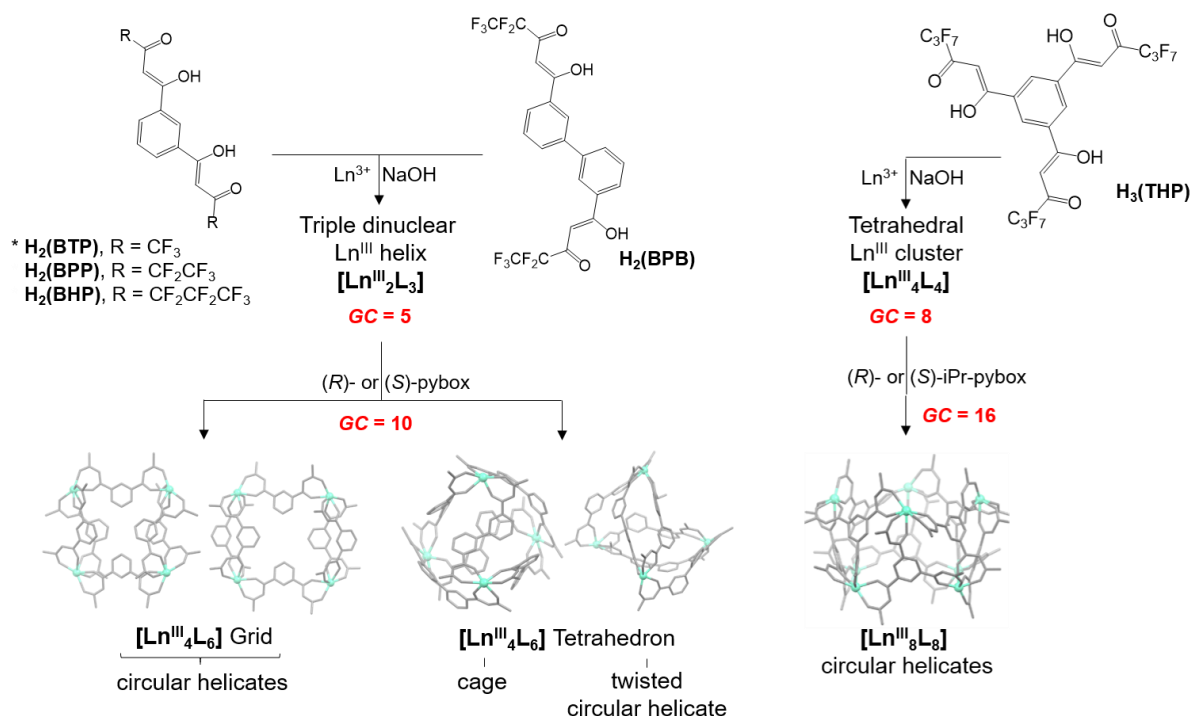 R
O
OH
OH
O
R
* H₂(BTP), R = CF₃
H₂(BPP), R = CF₂CF₃
H₂(BHP), R = CF₂CF₂CF₃
F₃CF₂C
O
OH
OH
O
F₃CF₂C
H₂(BPB)
Ln³⁺ NaOH
Triple dinuclear
Lnᴵᴵᴵ helix
[Lnᴵᴵᴵ₂L₃]
GC = 5
C₃F₇
O
HO
HO
O
C₃F₇
OH
O
C₃F₇
H₃(THP)
Ln³⁺ NaOH
Tetrahedral
Lnᴵᴵᴵ cluster
[Lnᴵᴵᴵ₄L₄]
GC = 8
(R)- or (S)-pybox
GC = 10
(R)- or (S)-iPr-pybox
GC = 16
[Lnᴵᴵᴵ₄L₆] Grid
circular helicates
[Lnᴵᴵᴵ₄L₆] Tetrahedron
cage
twisted
circular helicate
[Lnᴵᴵᴵ₈L₈]
circular helicates